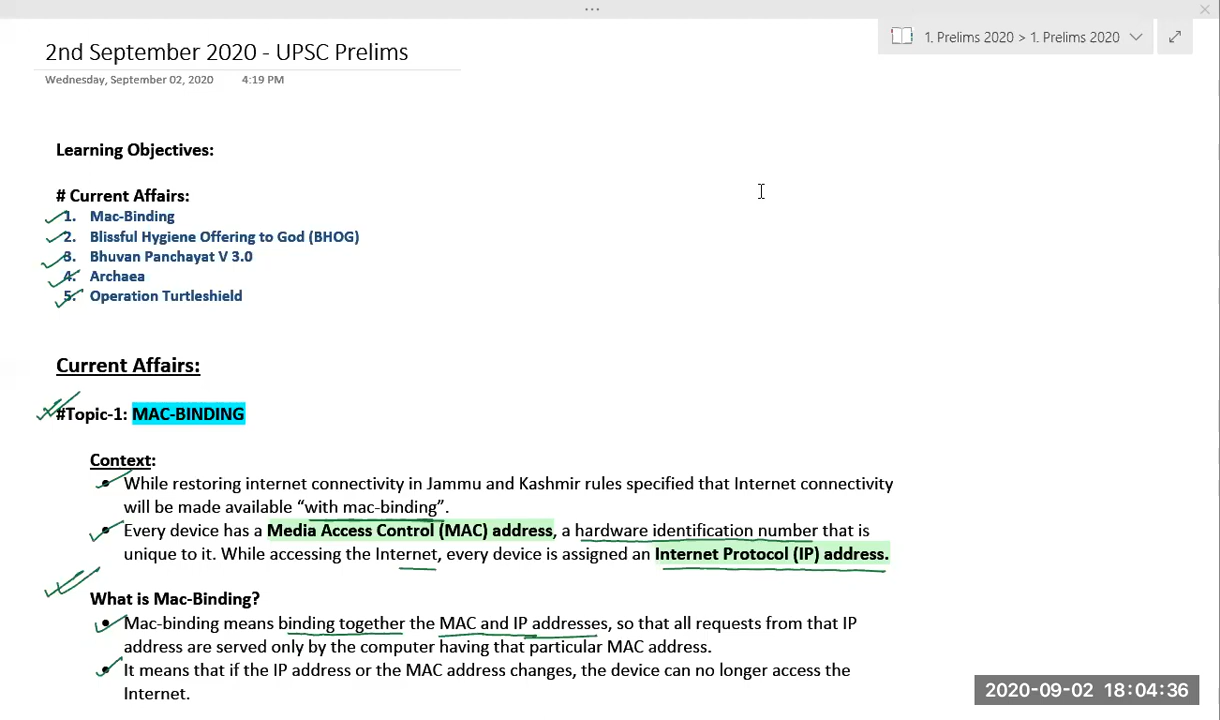 2nd September 2020 - UPSC Prelims
1. Prelims 2020 > 1. Prelims 2020
Wednesday, September 02, 2020 4:19 PM
Learning Objectives:
# Current Affairs:
1. Mac-Binding
2. Blissful Hygiene Offering to God (BHOG)
3. Bhuvan Panchayat V 3.0
4. Archaea
5. Operation Turtleshield
Current Affairs:
#Topic-1: MAC-BINDING
Context:
• While restoring internet connectivity in Jammu and Kashmir rules specified that Internet connectivity
will be made available “with mac-binding”.
• Every device has a Media Access Control (MAC) address, a hardware identification number that is
unique to it. While accessing the Internet, every device is assigned an Internet Protocol (IP) address.
What is Mac-Binding?
• Mac-binding means binding together the MAC and IP addresses, so that all requests from that IP
address are served only by the computer having that particular MAC address.
• It means that if the IP address or the MAC address changes, the device can no longer access the
Internet.
2020-09-02 18:04:36